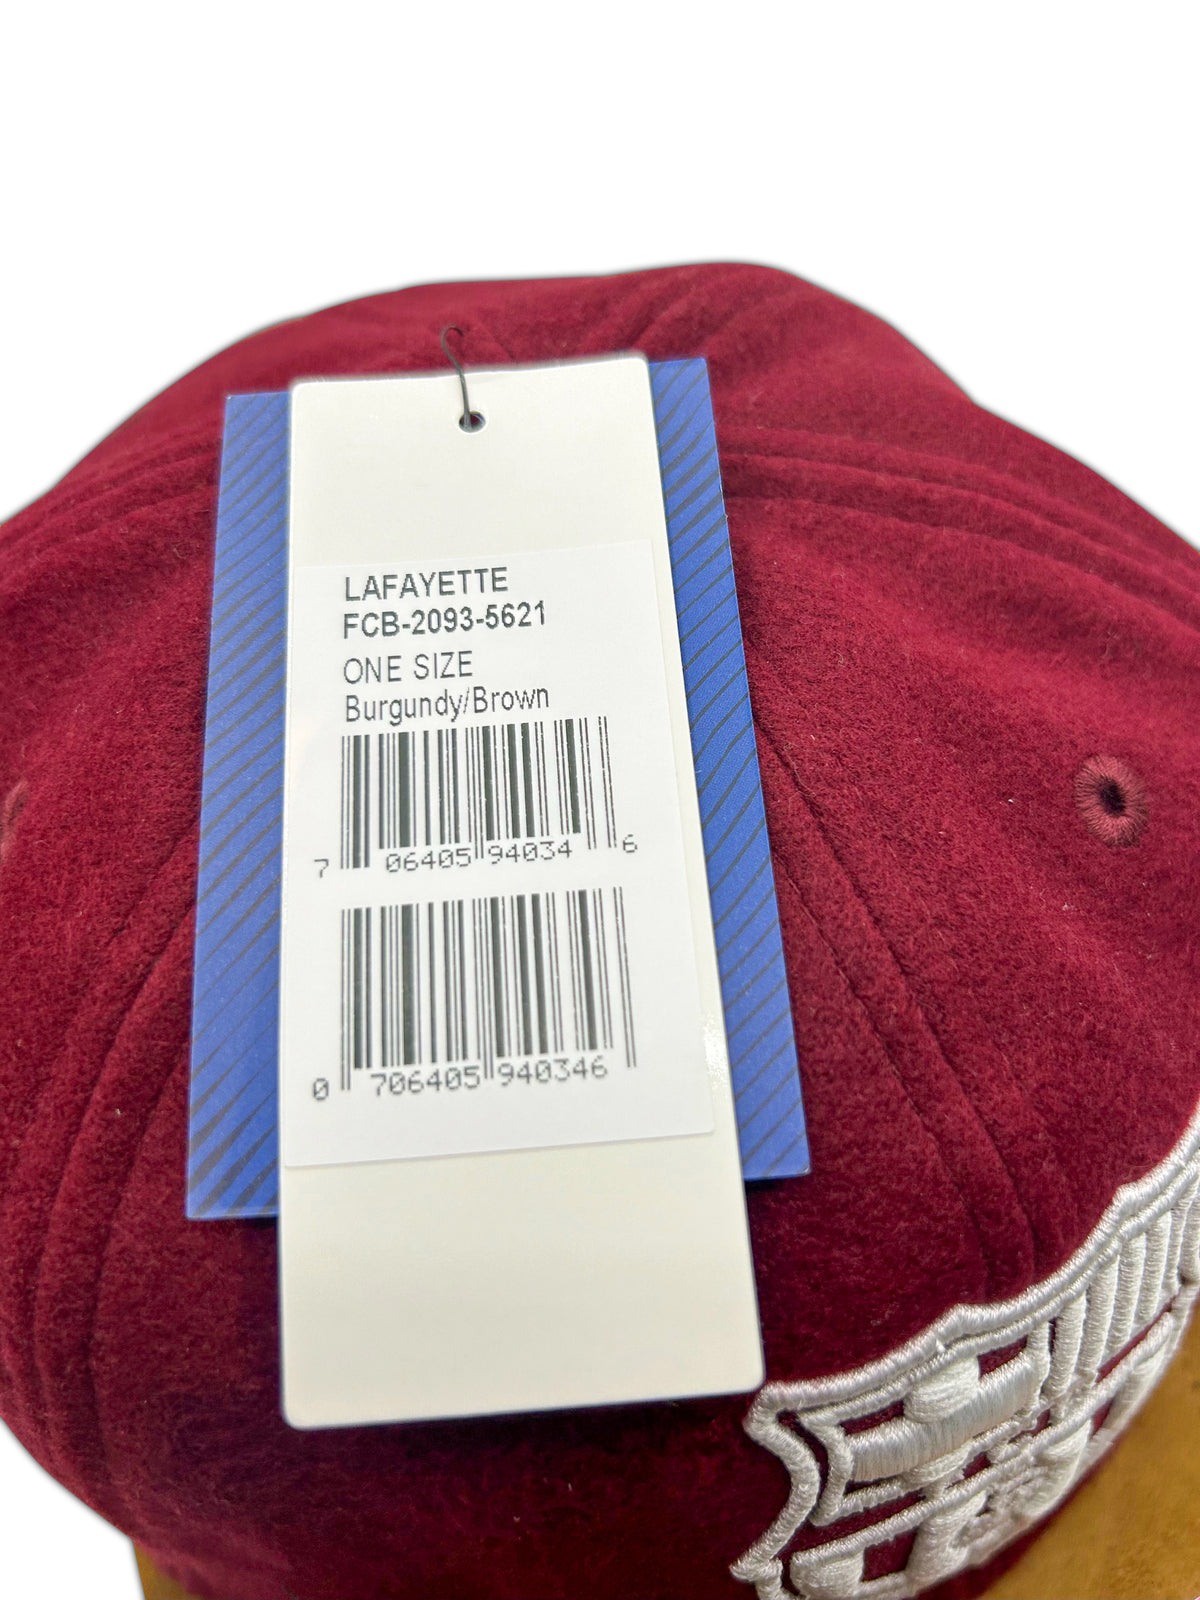 LAFAYETTE
FCB-2093-5621
ONE SIZE
Burgundy/Brown
7 06405 94034 6
0 706405 940346